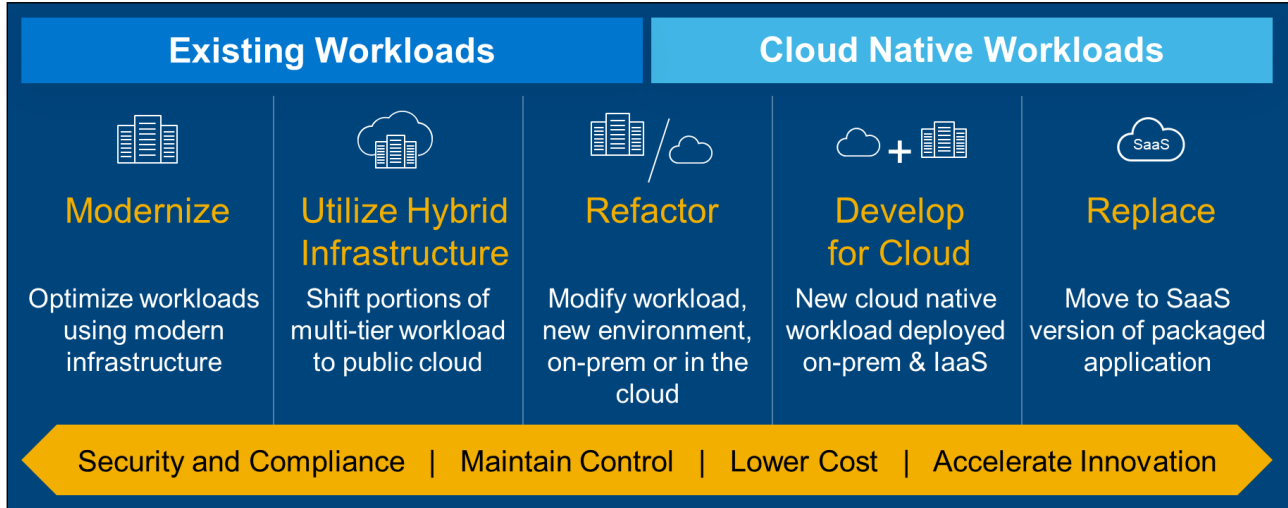 Existing Workloads
Cloud Native Workloads
Modernize
Optimize workloads
using modern
infrastructure
Utilize Hybrid
Infrastructure
Shift portions of
multi-tier workload
to public cloud
Refactor
Modify workload,
new environment,
on-prem or in the
cloud
+
Develop
for Cloud
New cloud native
workload deployed
on-prem & IaaS
SaaS
Replace
Move to SaaS
version of packaged
application
Security and Compliance | Maintain Control | Lower Cost | Accelerate Innovation